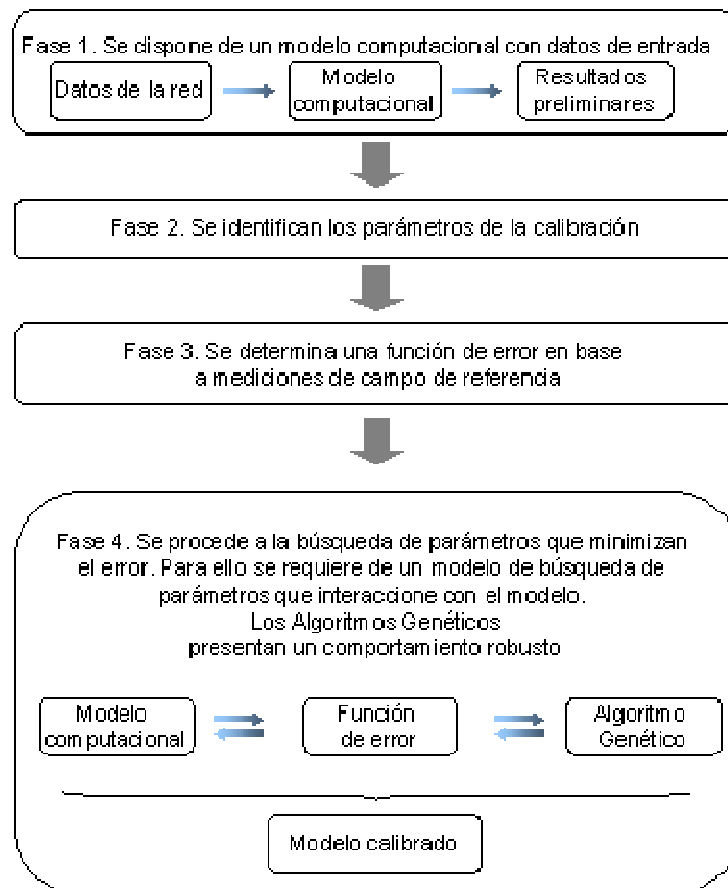 Fase 1. Se dispone de un modelo computacional con datos de entrada
Datos de la red
Modelo
computacional
Resultados
preliminares
Fase 2. Se identifican los parámetros de la calibración
Fase 3. Se determina una función de error en base
a mediciones de campo de referencia
Fase 4. Se procede a la búsqueda de parámetros que minimizan
el error. Para ello se requiere de un modelo de búsqueda de
parámetros que interaccione con el modelo.
Los Algoritmos Genéticos
presentan un comportamiento robusto
Modelo
computacional
Función
de error
Algoritmo
Genético
Modelo calibrado